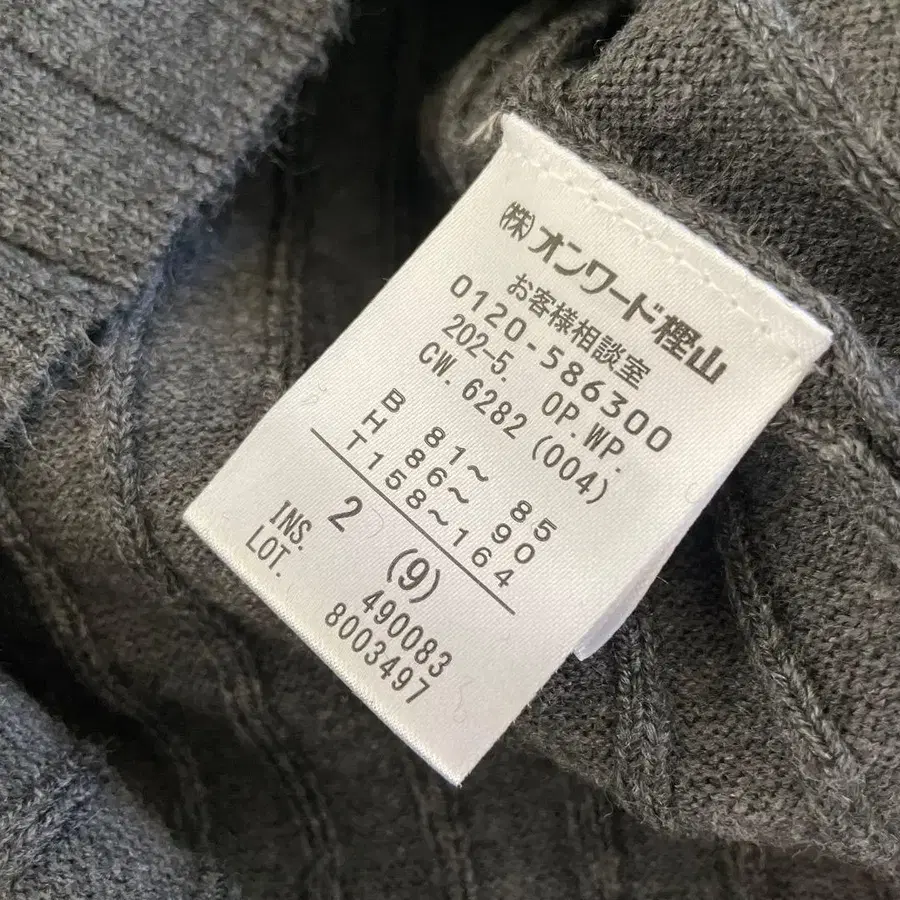 ㈱オンワード樫山
お客様相談室
0120-586300
202-5. OP.WP.
CW.6282(004)
B 81〜 85
H 86〜 90
T158〜164
2 (9)
INS. 490083
LOT. 8003497